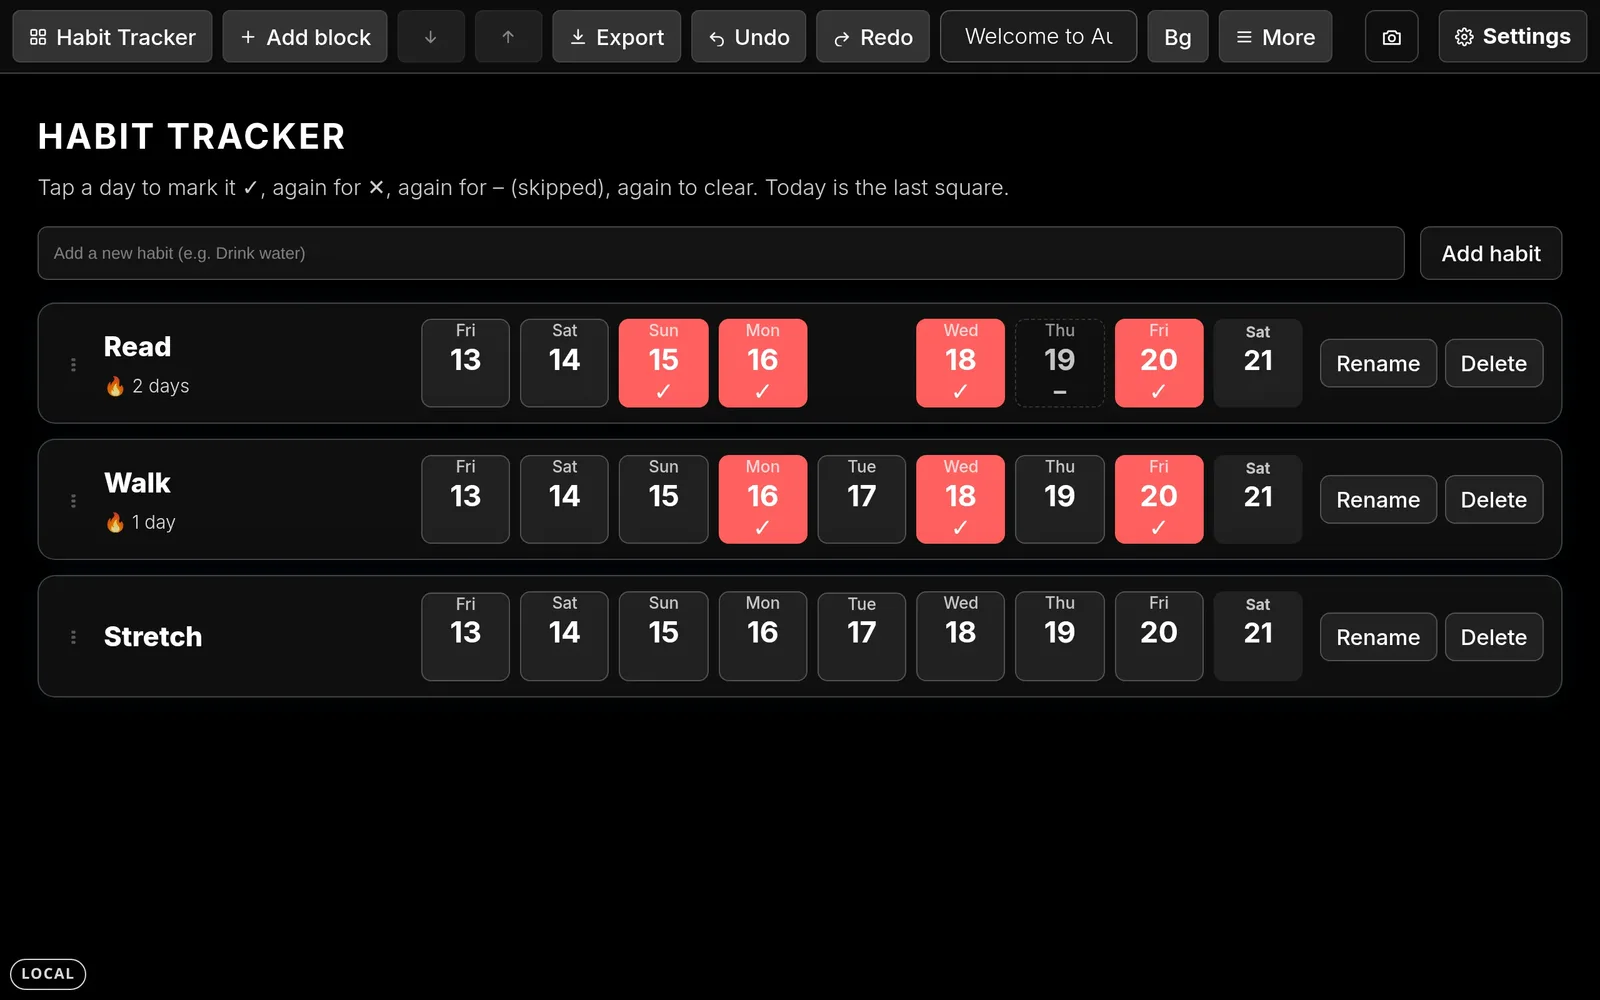 Habit Tracker + Add block ↓ ↑ Export Undo Redo Welcome to Au Bg More Settings
HABIT TRACKER
Tap a day to mark it ✓, again for ✕, again for – (skipped), again to clear. Today is the last square.
Add a new habit (e.g. Drink water) Add habit
Read
🔥 2 days
Fri 13
Sat 14
Sun 15 ✓
Mon 16 ✓
Wed 18 ✓
Thu 19 –
Fri 20 ✓
Sat 21
Rename Delete
Walk
🔥 1 day
Fri 13
Sat 14
Sun 15
Mon 16 ✓
Tue 17
Wed 18 ✓
Thu 19
Fri 20 ✓
Sat 21
Rename Delete
Stretch
Fri 13
Sat 14
Sun 15
Mon 16
Tue 17
Wed 18
Thu 19
Fri 20
Sat 21
Rename Delete
LOCAL